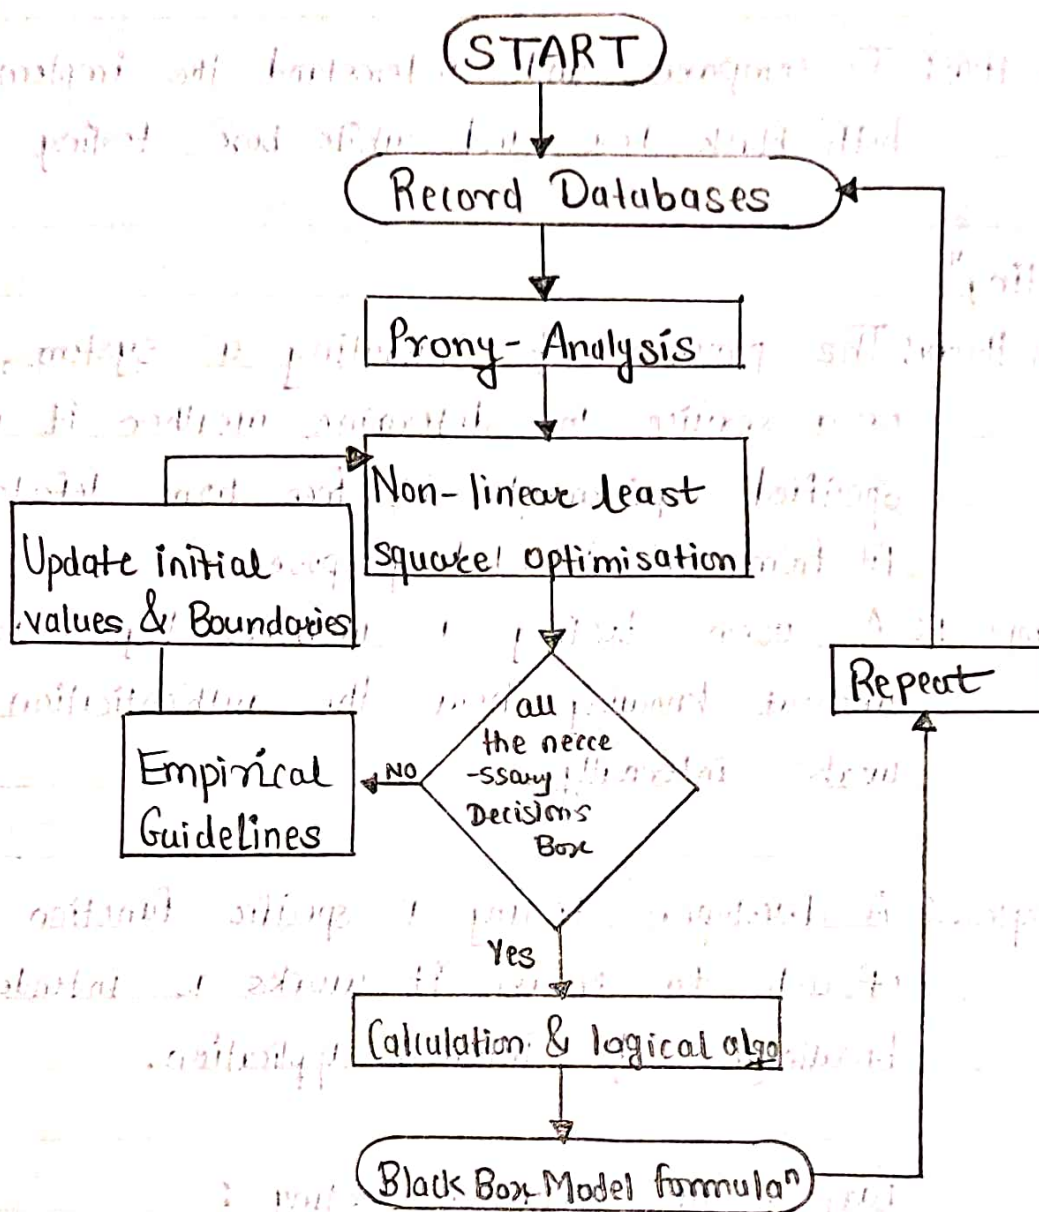 START
Record Databases
Prony- Analysis
Non-linear least
square optimisation
Update initial
values & Boundaries
all
the necce
-ssary
Decisions
Box
NO
Empirical
Guidelines
Repeat
Yes
Calculation & logical algo
Black Box Model formulaⁿ